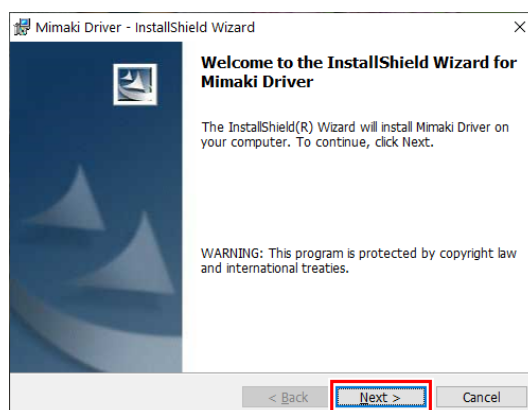 Mimaki Driver - InstallShield Wizard
Welcome to the InstallShield Wizard for
Mimaki Driver
The InstallShield(R) Wizard will install Mimaki Driver on
your computer. To continue, click Next.
WARNING: This program is protected by copyright law
and international treaties.
< Back Next > Cancel